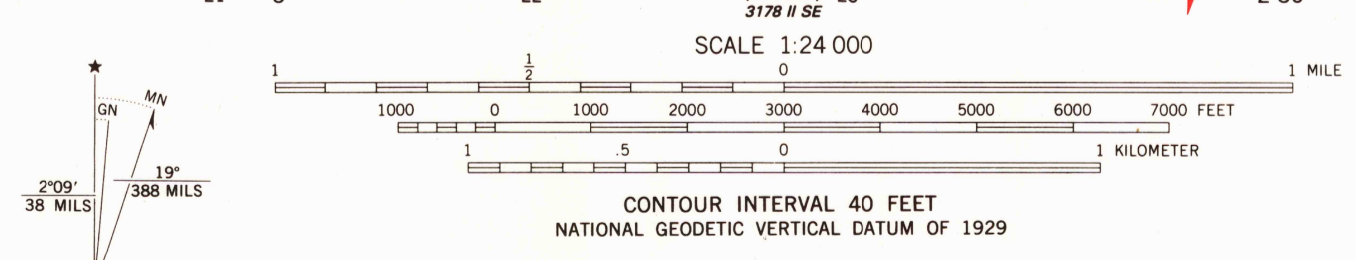 3178 II SE
SCALE 1:24 000
1 1/2 0 1 MILE
1000 0 1000 2000 3000 4000 5000 6000 7000 FEET
1 .5 0 1 KILOMETER
CONTOUR INTERVAL 40 FEET
NATIONAL GEODETIC VERTICAL DATUM OF 1929
★
GN
MN
2°09′
38 MILS
19°
388 MILS